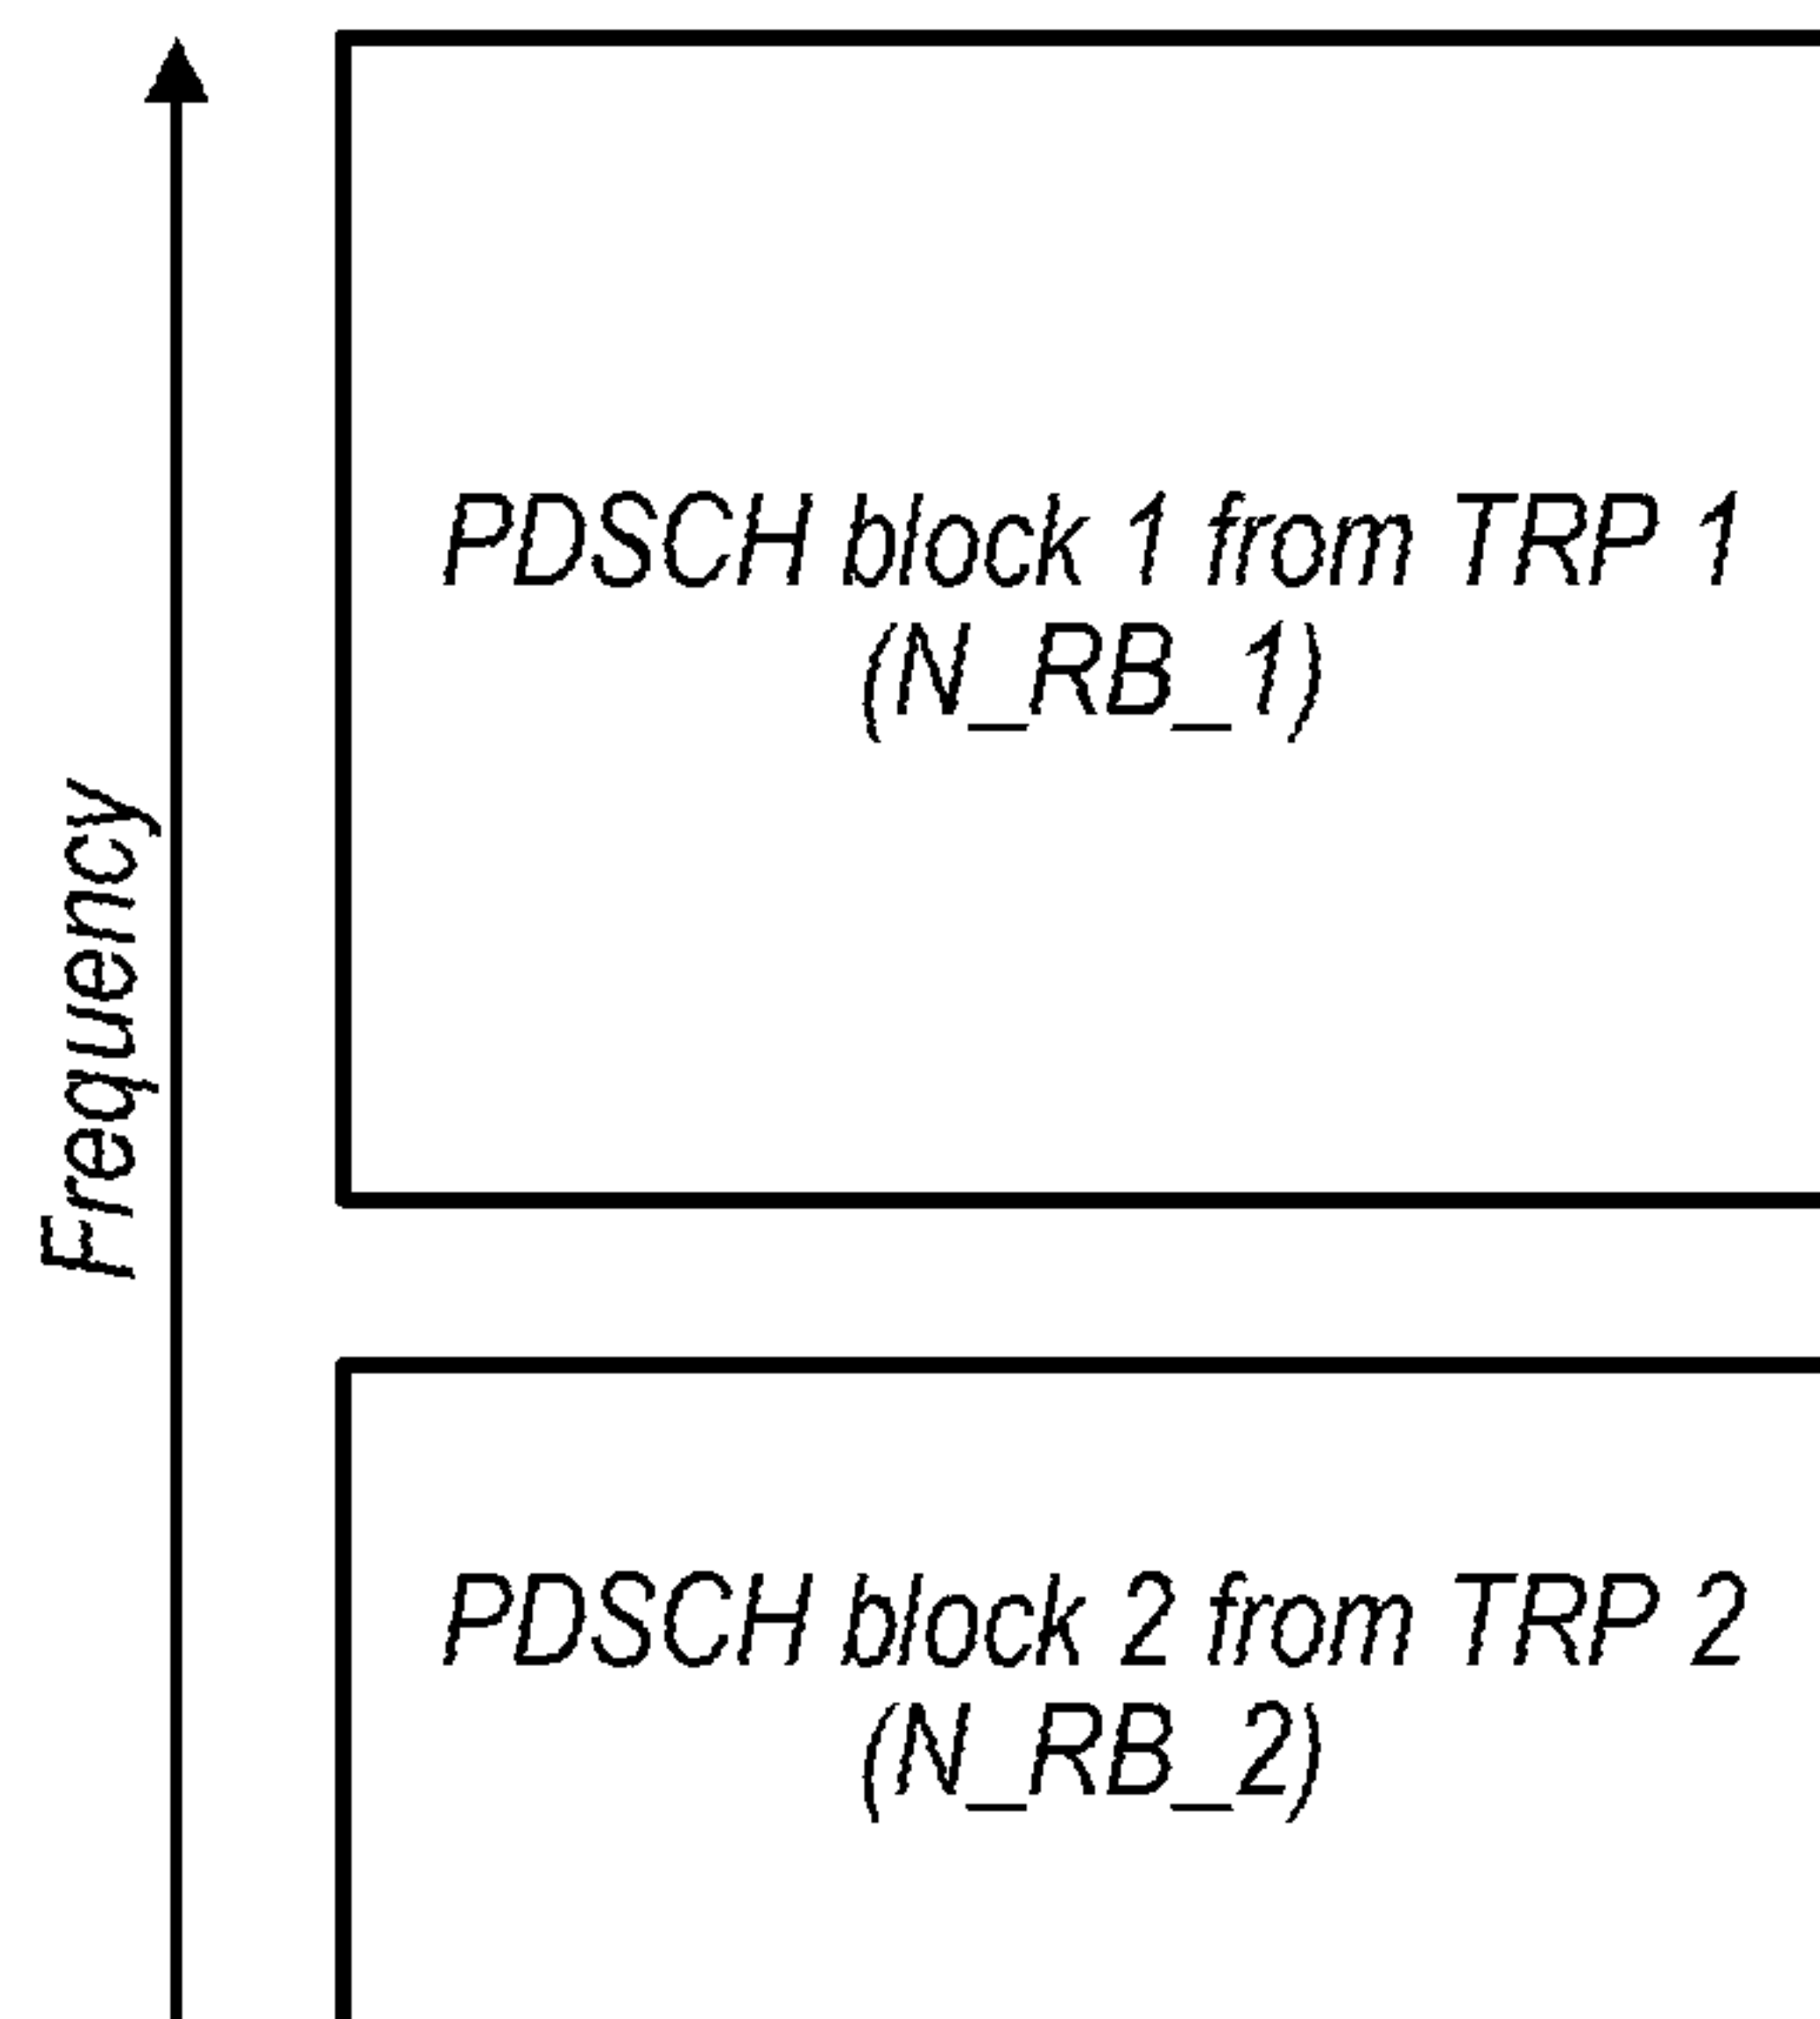 Frequency
PDSCH block 1 from TRP 1
(N_RB_1)
PDSCH block 2 from TRP 2
(N_RB_2)